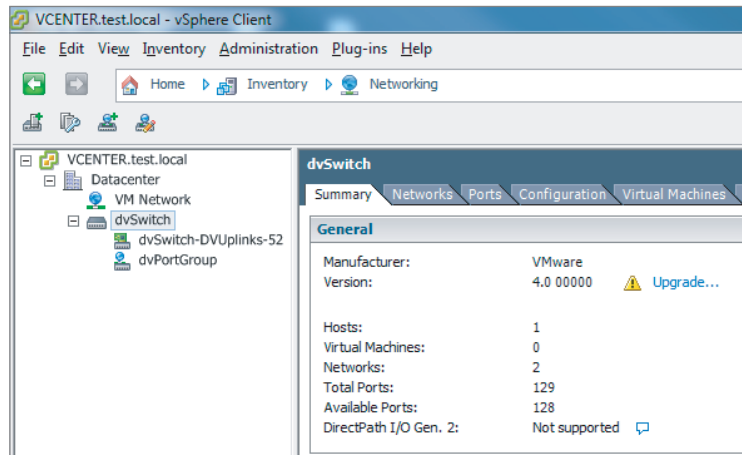 VCENTER.test.local - vSphere Client
File Edit View Inventory Administration Plug-ins Help
Home Inventory Networking
VCENTER.test.local
Datacenter
VM Network
dvSwitch
dvSwitch-DVUplinks-52
dvPortGroup
dvSwitch
Summary Networks Ports Configuration Virtual Machines
General
Manufacturer: VMware
Version: 4.0 00000 Upgrade...
Hosts: 1
Virtual Machines: 0
Networks: 2
Total Ports: 129
Available Ports: 128
DirectPath I/O Gen. 2: Not supported